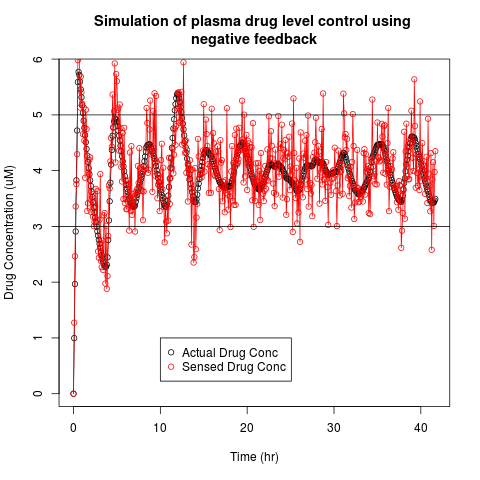 Simulation of plasma drug level control using
negative feedback
Drug Concentration (uM)
6
5
4
3
2
1
0
Actual Drug Conc
Sensed Drug Conc
0 10 20 30 40
Time (hr)